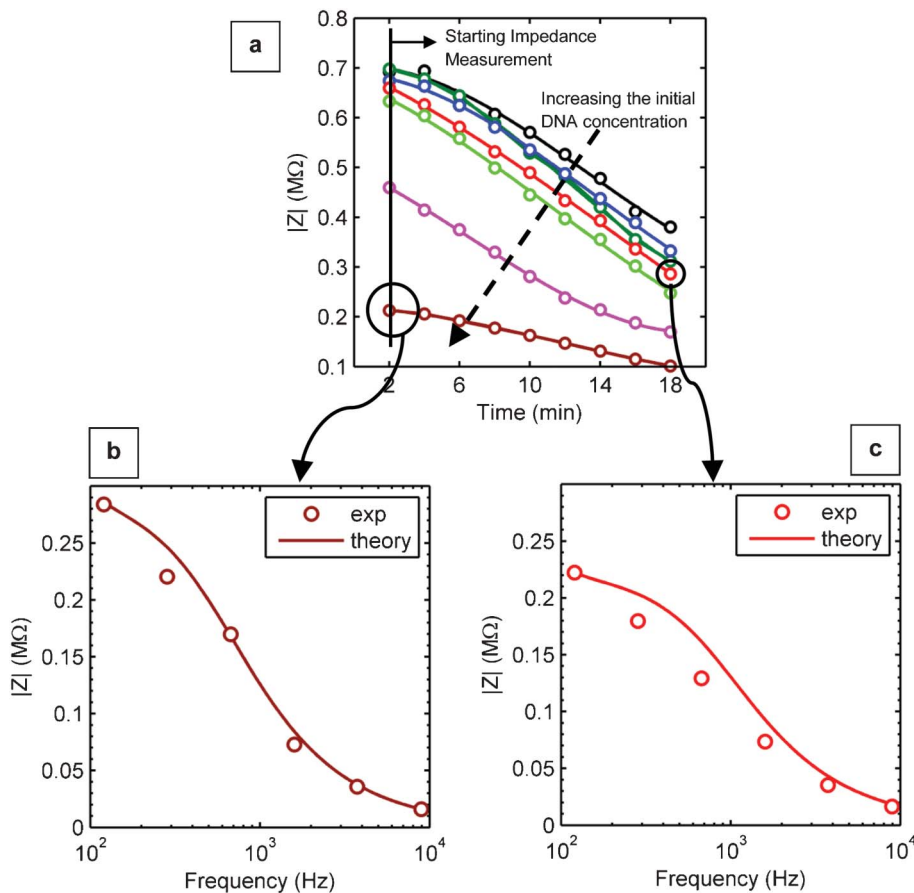 a
0.8
0.7
0.6
0.5
0.4
0.3
0.2
0.1
|Z| (MΩ)
Starting Impedance
Measurement
Increasing the initial
DNA concentration
2 6 10 14 18
Time (min)
b
0.25
0.2
0.15
0.1
0.05
0
|Z| (MΩ)
exp
theory
10² 10³ 10⁴
Frequency (Hz)
c
0.25
0.2
0.15
0.1
0.05
0
|Z| (MΩ)
exp
theory
10² 10³ 10⁴
Frequency (Hz)